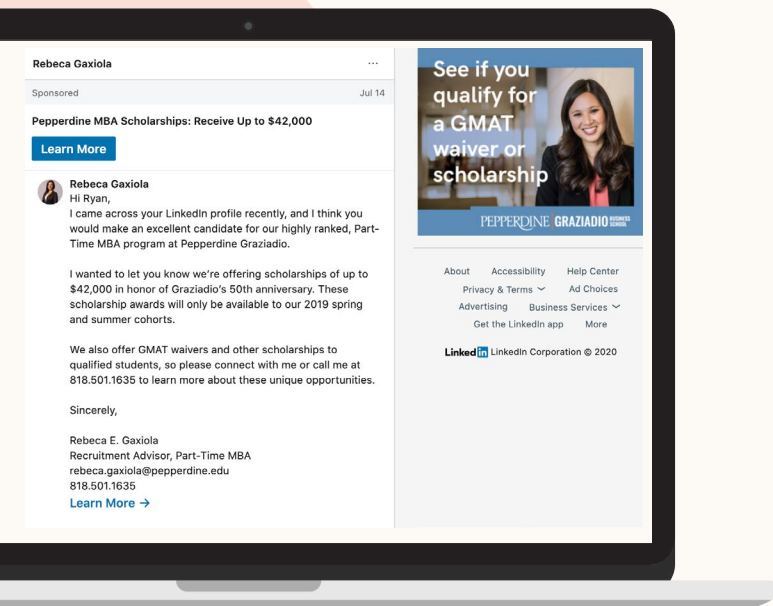 Rebeca Gaxiola
...
Sponsored
Jul 14
Pepperdine MBA Scholarships: Receive Up to $42,000
Learn More
Rebeca Gaxiola
Hi Ryan,
I came across your LinkedIn profile recently, and I think you
would make an excellent candidate for our highly ranked, Part-
Time MBA program at Pepperdine Graziadio.
I wanted to let you know we're offering scholarships of up to
$42,000 in honor of Graziadio's 50th anniversary. These
scholarship awards will only be available to our 2019 spring
and summer cohorts.
We also offer GMAT waivers and other scholarships to
qualified students, so please connect with me or call me at
818.501.1635 to learn more about these unique opportunities.
Sincerely,
Rebeca E. Gaxiola
Recruitment Advisor, Part-Time MBA
rebeca.gaxiola@pepperdine.edu
818.501.1635
Learn More →
See if you
qualify for
a GMAT
waiver or
scholarship
PEPPERDINE GRAZIADIO BUSINESS SCHOOL
About Accessibility Help Center
Privacy & Terms Ad Choices
Advertising Business Services
Get the LinkedIn app More
LinkedIn LinkedIn Corporation © 2020